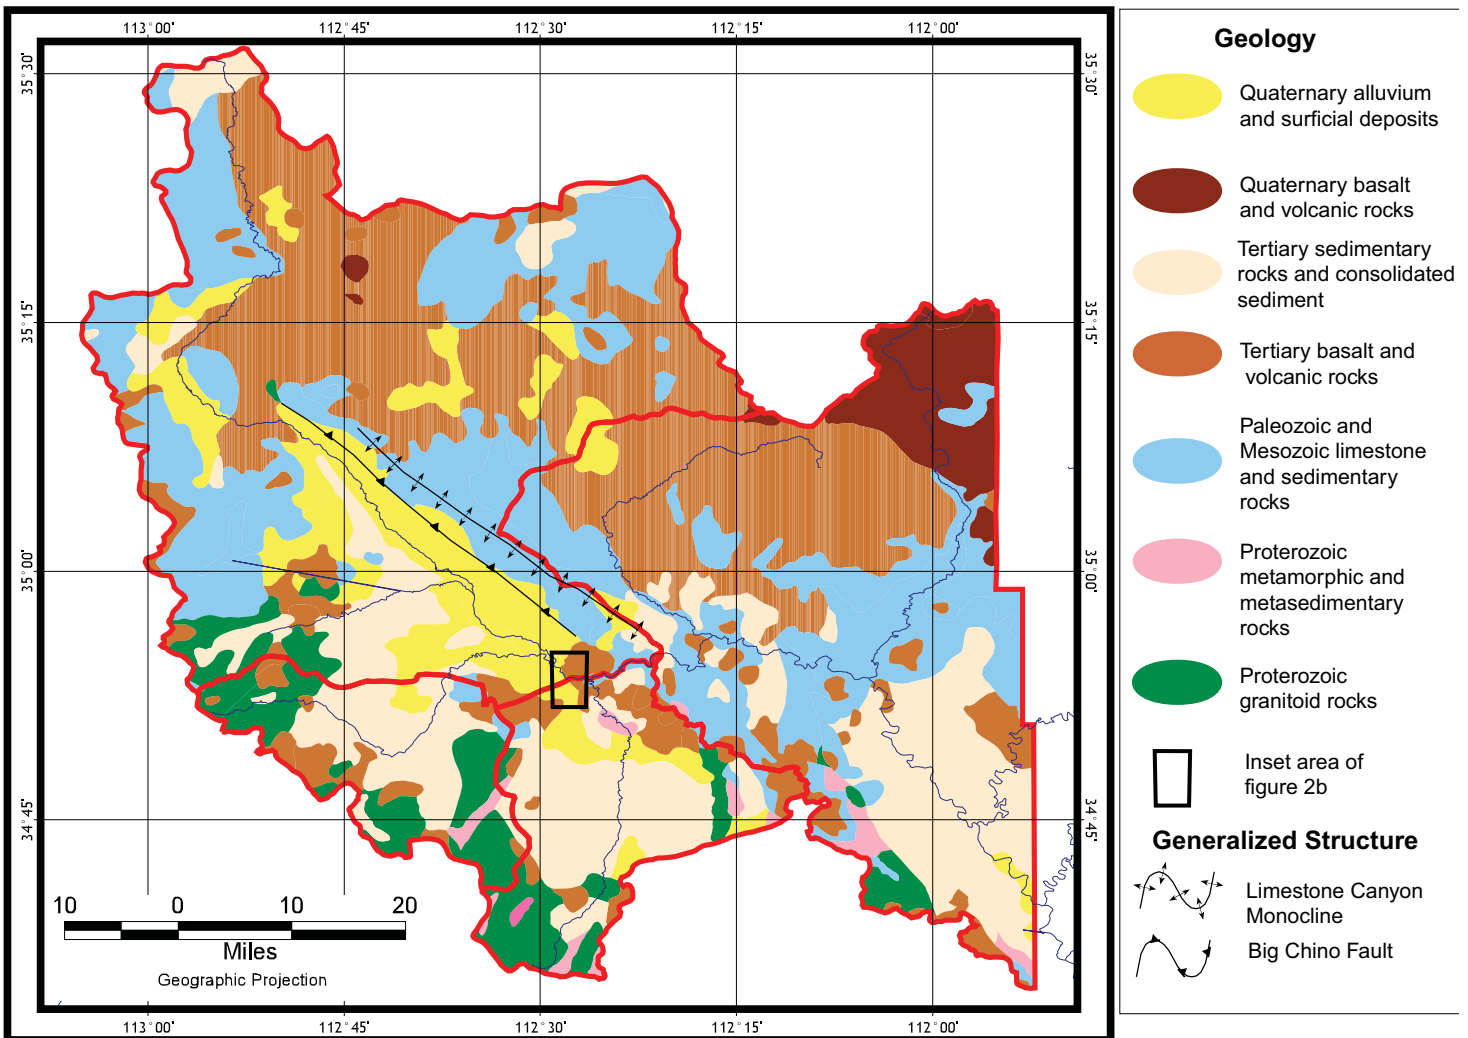 113°00' 112°45' 112°30' 112°15' 112°00'
35°30' 35°30'
35°15' 35°15'
35°00' 35°00'
34°45' 34°45'
10 0 10 20
Miles
Geographic Projection
113°00' 112°45' 112°30' 112°15' 112°00'
Geology
Quaternary alluvium
and surficial deposits
Quaternary basalt
and volcanic rocks
Tertiary sedimentary
rocks and consolidated
sediment
Tertiary basalt and
volcanic rocks
Paleozoic and
Mesozoic limestone
and sedimentary
rocks
Proterozoic
metamorphic and
metasedimentary
rocks
Proterozoic
granitoid rocks
Inset area of
figure 2b
Generalized Structure
Limestone Canyon
Monocline
Big Chino Fault